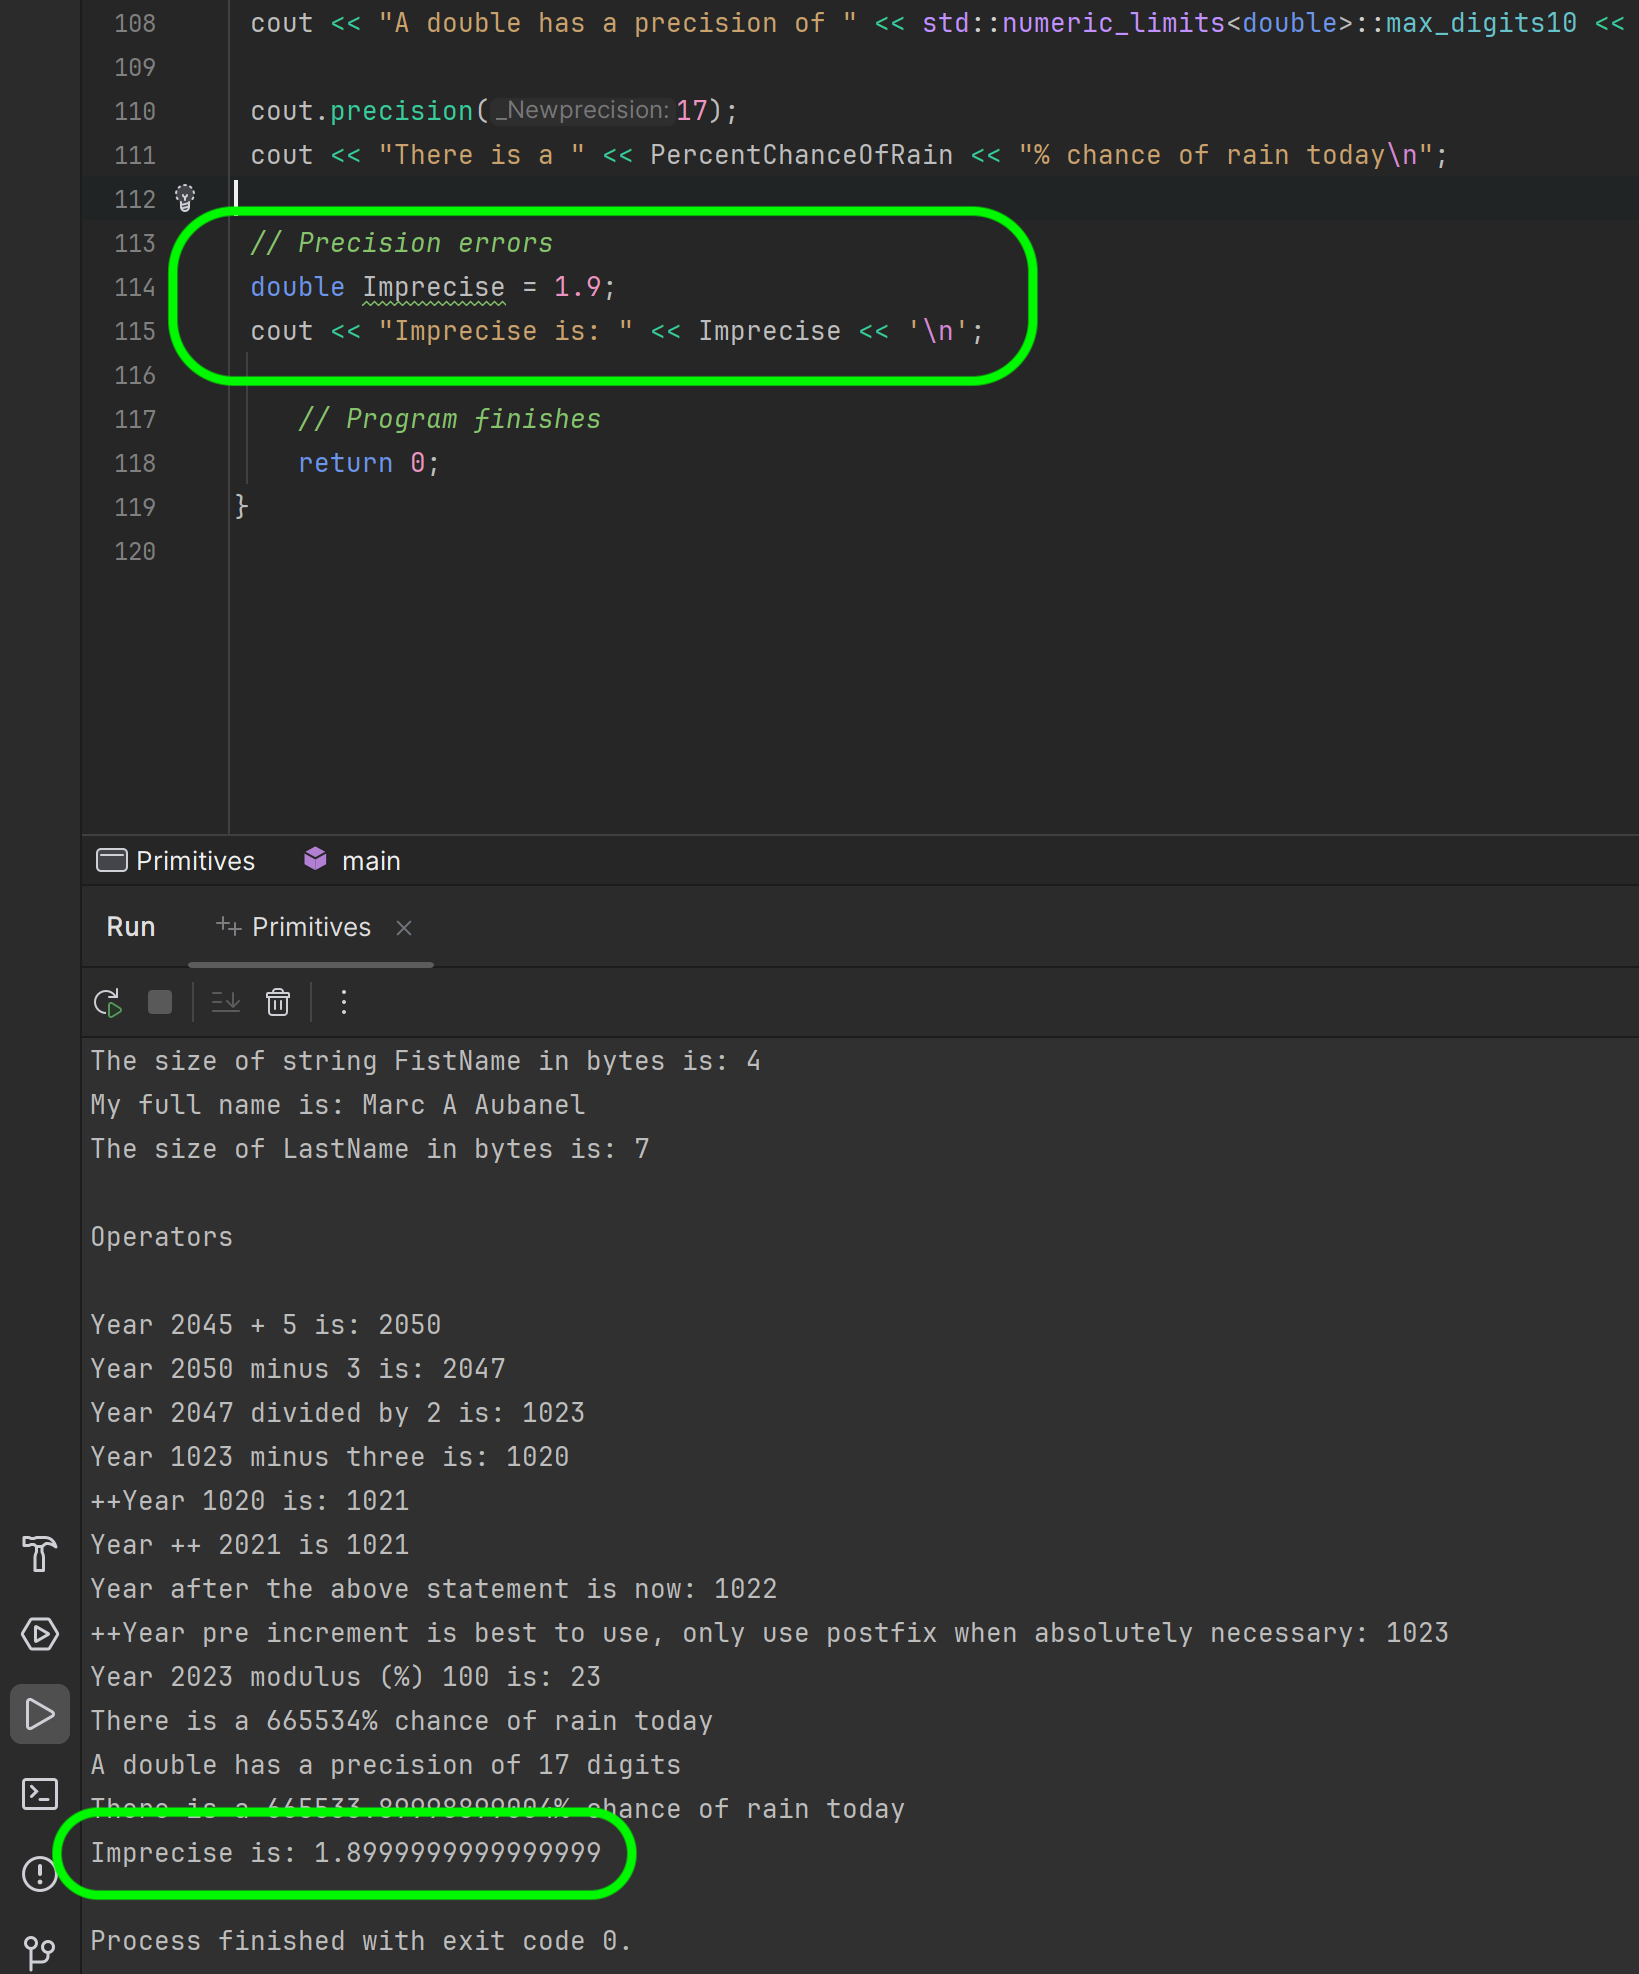 108 cout << "A double has a precision of " << std::numeric_limits<double>::max_digits10 <<
109
110 cout.precision( _Newprecision: 17);
111 cout << "There is a " << PercentChanceOfRain << "% chance of rain today\n";
112
113 // Precision errors
114 double Imprecise = 1.9;
115 cout << "Imprecise is: " << Imprecise << '\n';
116
117 // Program finishes
118 return 0;
119 }
120
Primitives main
Run Primitives
The size of string FistName in bytes is: 4
My full name is: Marc A Aubanel
The size of LastName in bytes is: 7
Operators
Year 2045 + 5 is: 2050
Year 2050 minus 3 is: 2047
Year 2047 divided by 2 is: 1023
Year 1023 minus three is: 1020
++Year 1020 is: 1021
Year ++ 2021 is 1021
Year after the above statement is now: 1022
++Year pre increment is best to use, only use postfix when absolutely necessary: 1023
Year 2023 modulus (%) 100 is: 23
There is a 665534% chance of rain today
A double has a precision of 17 digits
There is a chance of rain today
Imprecise is: 1.8999999999999999
Process finished with exit code 0.